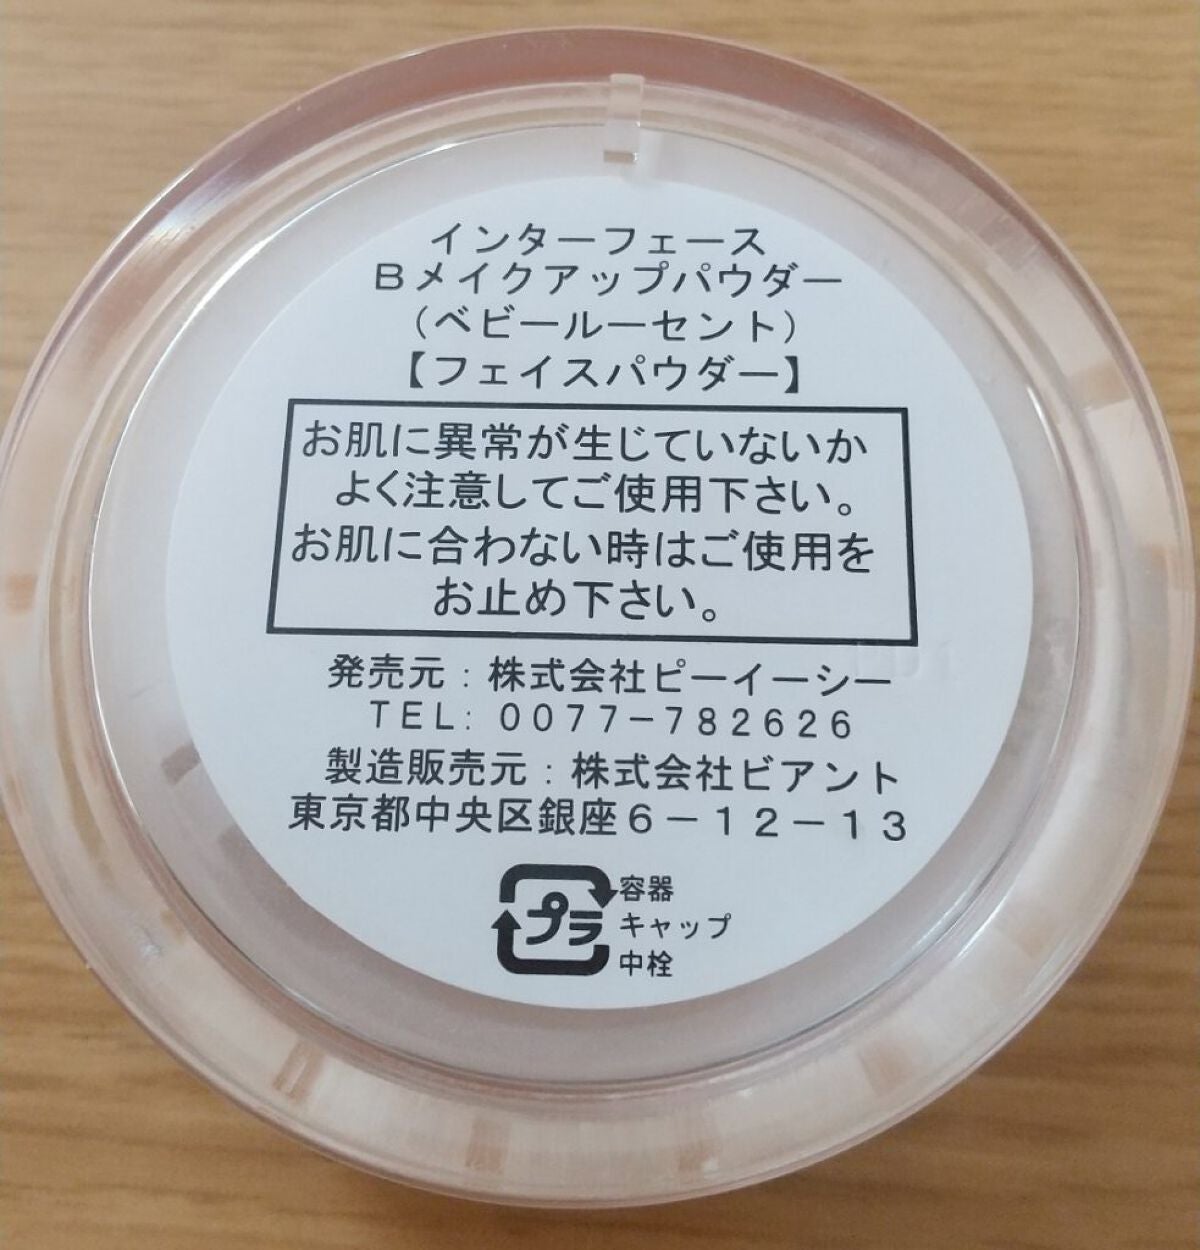 インターフェース
Bメイクアップパウダー
(ベビールーセント)
【フェイスパウダー】
お肌に異常が生じていないか
よく注意してご使用下さい。
お肌に合わない時はご使用を
お止め下さい。
発売元:株式会社ピーイーシー
TEL:0077-782626
製造販売元:株式会社ビアント
東京都中央区銀座6-12-13
プラ
容器
キャップ
中栓